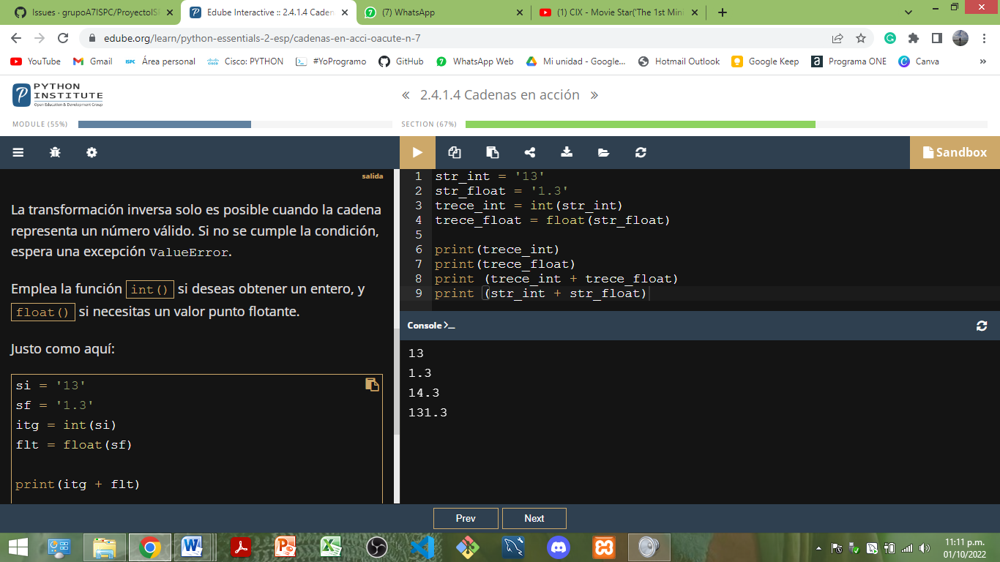 Issues · grupoA7ISPC/ProyectoISP
Edube Interactive :: 2.4.1.4 Caden
(7) WhatsApp
(1) CIX - Movie Star('The 1st Mini
edube.org/learn/python-essentials-2-esp/cadenas-en-acci-oacute-n-7
YouTube
Gmail
ISPC Área personal
Cisco: PYTHON
#YoProgramo
GitHub
WhatsApp Web
Mi unidad - Google...
Hotmail Outlook
Google Keep
Programa ONE
Canva
»
PYTHON
INSTITUTE
Open Education & Development Group
« 2.4.1.4 Cadenas en acción »
MODULE (55%)
SECTION (67%)
Sandbox
salida
La transformación inversa solo es posible cuando la cadena
representa un número válido. Si no se cumple la condición,
espera una excepción ValueError.
Emplea la función int() si deseas obtener un entero, y
float() si necesitas un valor punto flotante.
Justo como aquí:
si = '13'
sf = '1.3'
itg = int(si)
flt = float(sf)
print(itg + flt)
1 str_int = '13'
2 str_float = '1.3'
3 trece_int = int(str_int)
4 trece_float = float(str_float)
5
6 print(trece_int)
7 print(trece_float)
8 print (trece_int + trece_float)
9 print (str_int + str_float)
Console >_
13
1.3
14.3
131.3
Prev
Next
11:11 p.m.
01/10/2022